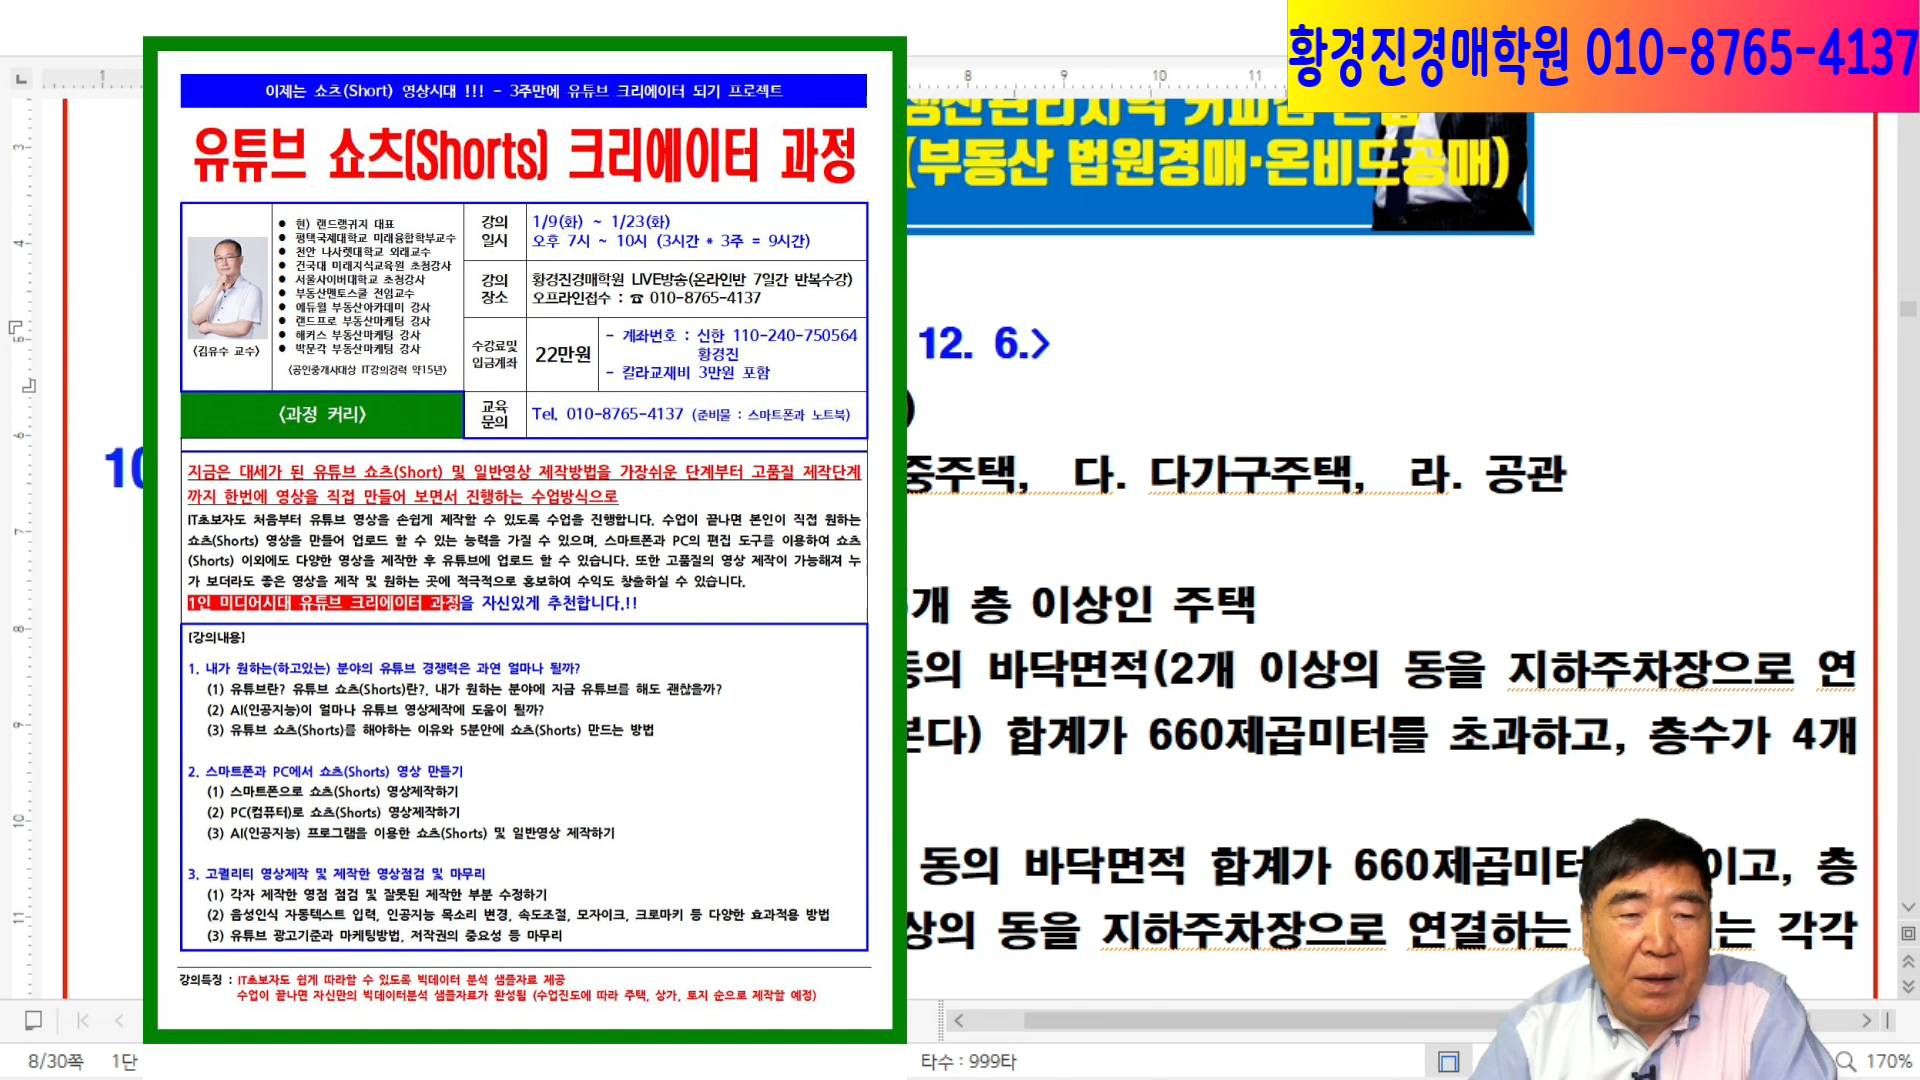 황경진경매학원 010-8765-4137
이제는 쇼츠(Short) 영상시대 !!! - 3주만에 유튜브 크리에이터 되기 프로젝트
유튜브 쇼츠(Shorts) 크리에이터 과정
● 현) 랜드랭귀지 대표
● 평택국제대학교 미래융합학부교수
● 천안 나사렛대학교 외래교수
● 건국대 미래지식교육원 초청강사
● 서울사이버대학교 초청강사
● 부동산멘토스쿨 전임교수
● 에듀윌 부동산아카데미 강사
● 랜드프로 부동산마케팅 강사
● 해커스 부동산마케팅 강사
● 박문각 부동산마케팅 강사
<공인중개사대상 IT강의경력 약15년>
<김유수 교수>
강의 일시
1/9(화) ~ 1/23(화)
오후 7시 ~ 10시 (3시간 * 3주 = 9시간)
강의 장소
황경진경매학원 LIVE방송(온라인반 7일간 반복수강)
오프라인접수 : ☎ 010-8765-4137
수강료및 입금계좌
22만원
- 계좌번호 : 신한 110-240-750564
황경진
- 칼라교재비 3만원 포함
<과정 커리>
교육 문의
Tel. 010-8765-4137 (준비물 : 스마트폰과 노트북)
지금은 대세가 된 유튜브 쇼츠(Short) 및 일반영상 제작방법을 가장쉬운 단계부터 고품질 제작단계
까지 한번에 영상을 직접 만들어 보면서 진행하는 수업방식으로
IT초보자도 처음부터 유튜브 영상을 손쉽게 제작할 수 있도록 수업을 진행합니다. 수업이 끝나면 본인이 직접 원하는
쇼츠(Shorts) 영상을 만들어 업로드 할 수 있는 능력을 가질 수 있으며, 스마트폰과 PC의 편집 도구를 이용하여 쇼츠
(Shorts) 이외에도 다양한 영상을 제작한 후 유튜브에 업로드 할 수 있습니다. 또한 고품질의 영상 제작이 가능해져 누
가 보더라도 좋은 영상을 제작 및 원하는 곳에 적극적으로 홍보하여 수익도 창출하실 수 있습니다.
1인 미디어시대 유튜브 크리에이터 과정을 자신있게 추천합니다.!!
[강의내용]
1. 내가 원하는(하고있는) 분야의 유튜브 경쟁력은 과연 얼마나 될까?
(1) 유튜브란? 유튜브 쇼츠(Shorts)란?, 내가 원하는 분야에 지금 유튜브를 해도 괜찮을까?
(2) AI(인공지능)이 얼마나 유튜브 영상제작에 도움이 될까?
(3) 유튜브 쇼츠(Shorts)를 해야하는 이유와 5분안에 쇼츠(Shorts) 만드는 방법
2. 스마트폰과 PC에서 쇼츠(Shorts) 영상 만들기
(1) 스마트폰으로 쇼츠(Shorts) 영상제작하기
(2) PC(컴퓨터)로 쇼츠(Shorts) 영상제작하기
(3) AI(인공지능) 프로그램을 이용한 쇼츠(Shorts) 및 일반영상 제작하기
3. 고퀄리티 영상제작 및 제작한 영상점검 및 마무리
(1) 각자 제작한 영점 점검 및 잘못된 제작한 부분 수정하기
(2) 음성인식 자동텍스트 입력, 인공지능 목소리 변경, 속도조절, 모자이크, 크로마키 등 다양한 효과적용 방법
(3) 유튜브 광고기준과 마케팅방법, 저작권의 중요성 등 마무리
강의특징 : IT초보자도 쉽게 따라할 수 있도록 빅데이터 분석 샘플자료 제공
수업이 끝나면 자신만의 빅데이터분석 샘플자료가 완성됨 (수업진도에 따라 주택, 상가, 토지 순으로 제작할 예정)
(부동산 법원경매·온비드공매)
12. 6.>
10
중주택, 다. 다가구주택, 라. 공관
개 층 이상인 주택
동의 바닥면적(2개 이상의 동을 지하주차장으로 연
본다) 합계가 660제곱미터를 초과하고, 층수가 4개
동의 바닥면적 합계가 660제곱미터 이고, 층
상의 동을 지하주차장으로 연결하는 는 각각
8/30쪽 1단 타수 : 999타 170%